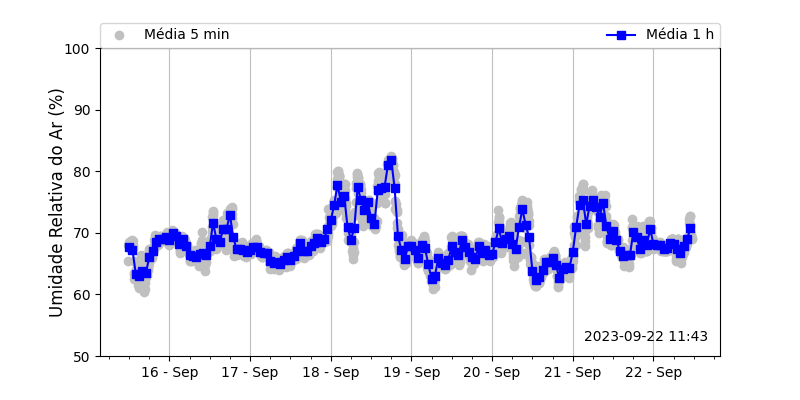 Média 5 min
Média 1 h
Umidade Relativa do Ar (%)
100
90
80
70
60
50
2023-09-22 11:43
16 - Sep
17 - Sep
18 - Sep
19 - Sep
20 - Sep
21 - Sep
22 - Sep